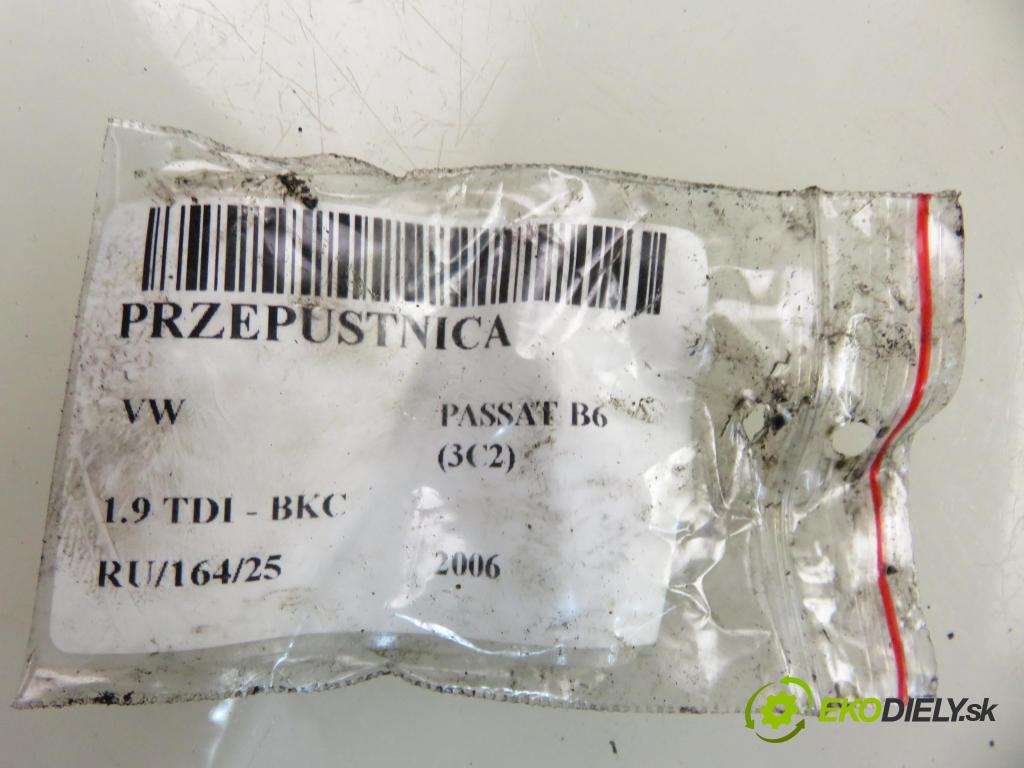 PRZEPUSTNICA
VW PASSAT B6
(3C2)
1.9 TDI - BKC
RU/164/25 2006
EKODIELY.sk